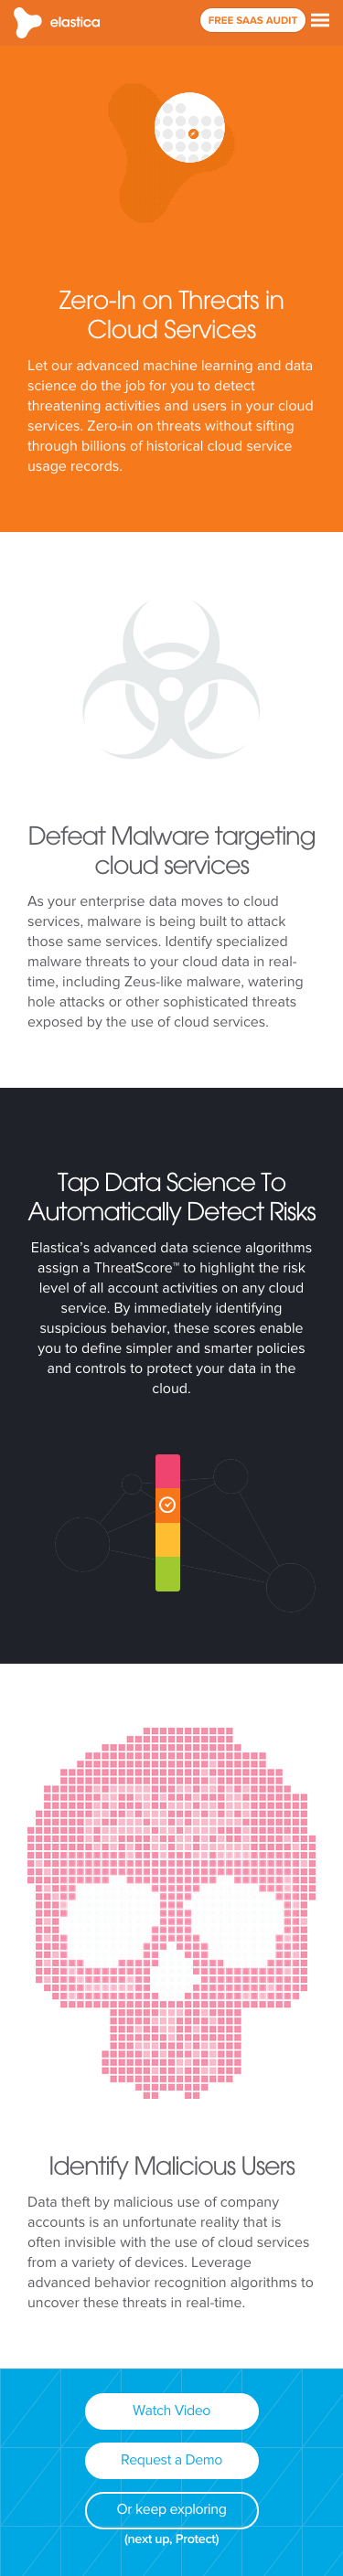 elastica
FREE SAAS AUDIT
Zero-In on Threats in
Cloud Services
Let our advanced machine learning and data
science do the job for you to detect
threatening activities and users in your cloud
services. Zero-in on threats without sifting
through billions of historical cloud service
usage records.
Defeat Malware targeting
cloud services
As your enterprise data moves to cloud
services, malware is being built to attack
those same services. Identify specialized
malware threats to your cloud data in real-
time, including Zeus-like malware, watering
hole attacks or other sophisticated threats
exposed by the use of cloud services.
Tap Data Science To
Automatically Detect Risks
Elastica's advanced data science algorithms
assign a ThreatScore™ to highlight the risk
level of all account activities on any cloud
service. By immediately identifying
suspicious behavior, these scores enable
you to define simpler and smarter policies
and controls to protect your data in the
cloud.
Identify Malicious Users
Data theft by malicious use of company
accounts is an unfortunate reality that is
often invisible with the use of cloud services
from a variety of devices. Leverage
advanced behavior recognition algorithms to
uncover these threats in real-time.
Watch Video
Request a Demo
Or keep exploring
(next up, Protect)